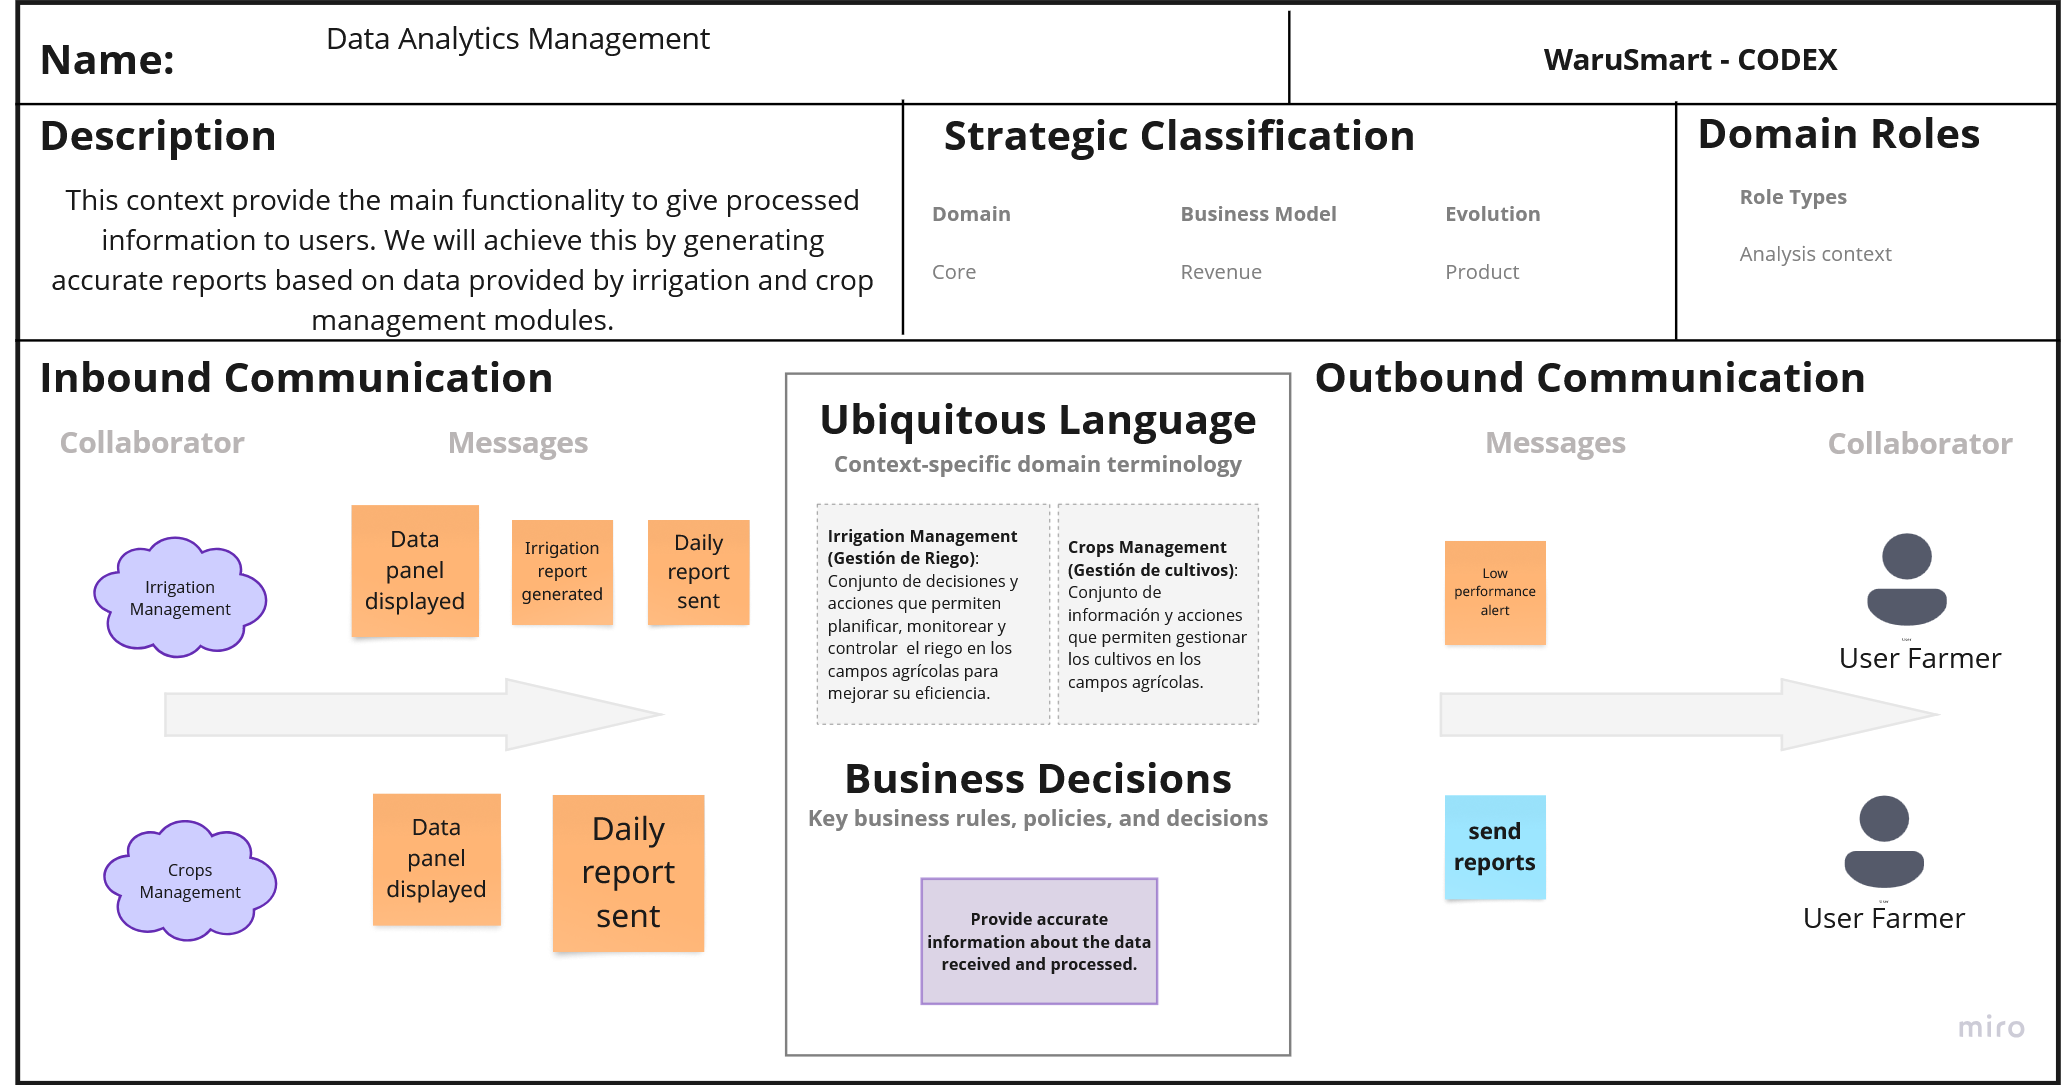 Name:
Data Analytics Management
WaruSmart - CODEX
Description
This context provide the main functionality to give processed
information to users. We will achieve this by generating
accurate reports based on data provided by irrigation and crop
management modules.
Strategic Classification
Domain
Business Model
Evolution
Core
Revenue
Product
Domain Roles
Role Types
Analysis context
Inbound Communication
Collaborator
Messages
Irrigation
Management
Data
panel
displayed
Irrigation
report
generated
Daily
report
sent
Crops
Management
Data
panel
displayed
Daily
report
sent
Ubiquitous Language
Context-specific domain terminology
Irrigation Management
(Gestión de Riego):
Conjunto de decisiones y
acciones que permiten
planificar, monitorear y
controlar  el riego en los
campos agrícolas para
mejorar su eficiencia.
Crops Management
(Gestión de cultivos):
Conjunto de
información y acciones
que permiten gestionar
los cultivos en los
campos agrícolas.
Business Decisions
Key business rules, policies, and decisions
Provide accurate
information about the data
received and processed.
Outbound Communication
Messages
Collaborator
Low
performance
alert
User Farmer
send
reports
User Farmer
miro